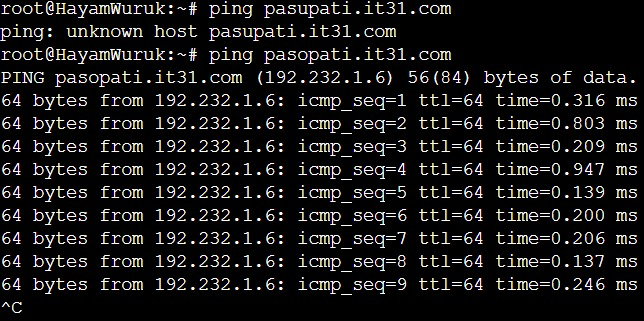 root@HayamWuruk:~# ping pasupati.it31.com
ping: unknown host pasupati.it31.com
root@HayamWuruk:~# ping pasopati.it31.com
PING pasopati.it31.com (192.232.1.6) 56(84) bytes of data.
64 bytes from 192.232.1.6: icmp_seq=1 ttl=64 time=0.316 ms
64 bytes from 192.232.1.6: icmp_seq=2 ttl=64 time=0.803 ms
64 bytes from 192.232.1.6: icmp_seq=3 ttl=64 time=0.209 ms
64 bytes from 192.232.1.6: icmp_seq=4 ttl=64 time=0.947 ms
64 bytes from 192.232.1.6: icmp_seq=5 ttl=64 time=0.139 ms
64 bytes from 192.232.1.6: icmp_seq=6 ttl=64 time=0.200 ms
64 bytes from 192.232.1.6: icmp_seq=7 ttl=64 time=0.206 ms
64 bytes from 192.232.1.6: icmp_seq=8 ttl=64 time=0.137 ms
64 bytes from 192.232.1.6: icmp_seq=9 ttl=64 time=0.246 ms
^C